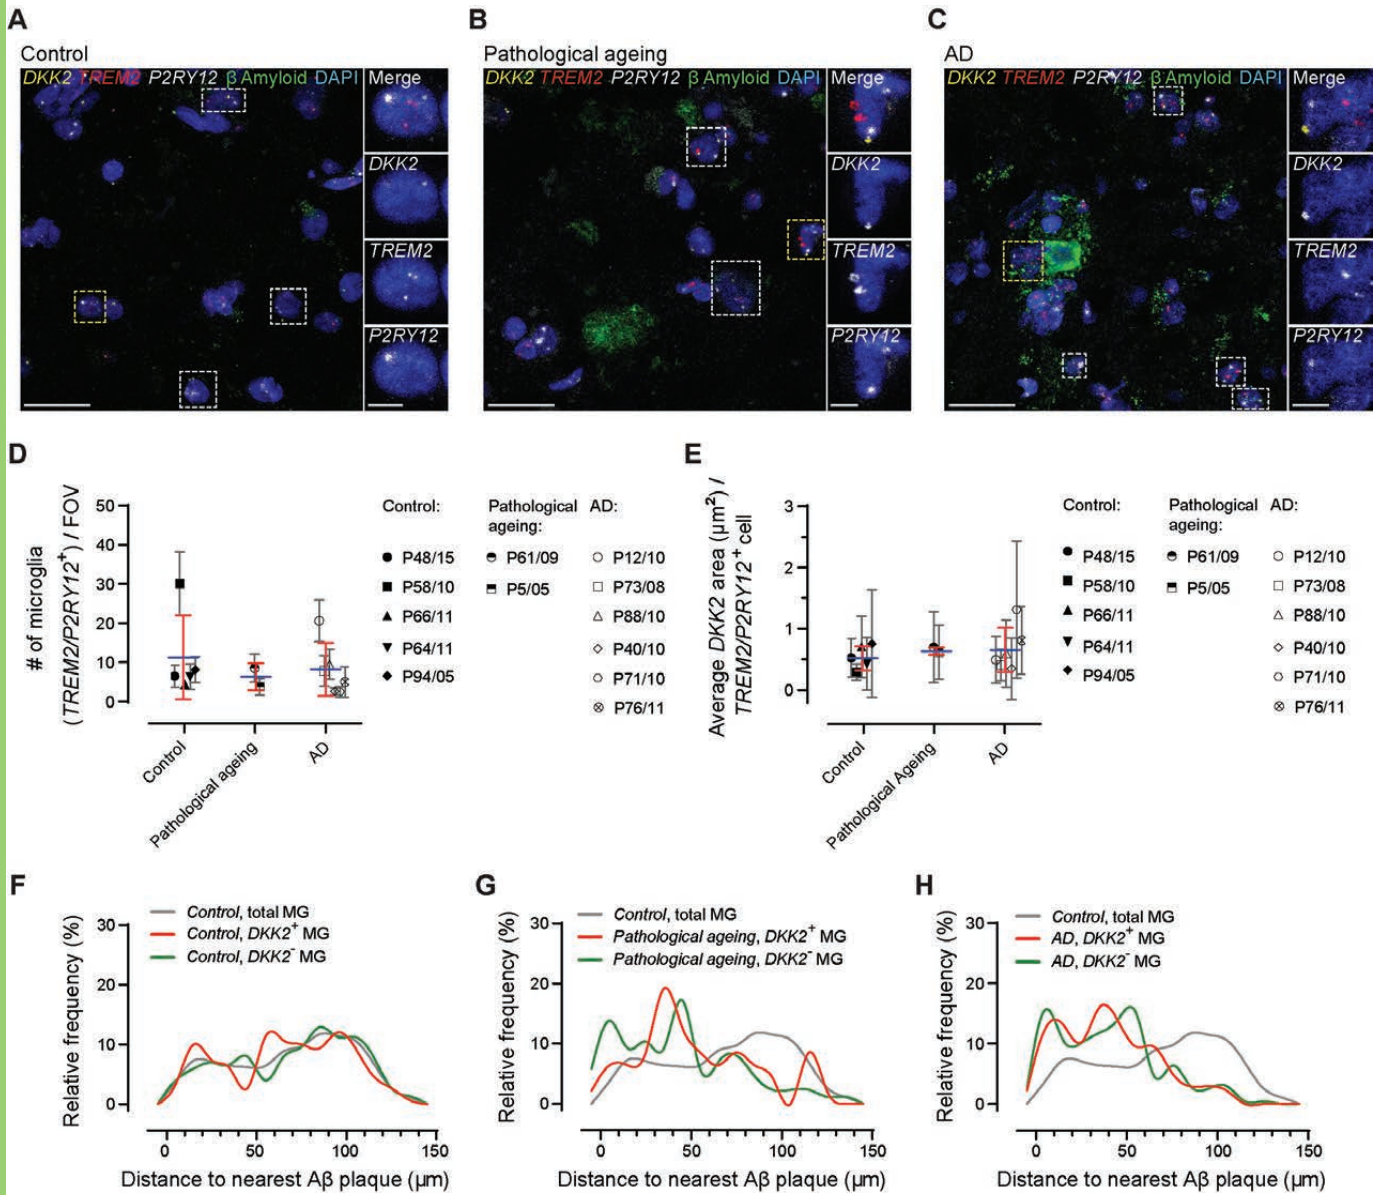 A
B
C
Control
Pathological ageing
AD
DKK2 TREM2 P2RY12 β Amyloid DAPI Merge
DKK2
TREM2
P2RY12
DKK2 TREM2 P2RY12 β Amyloid DAPI Merge
DKK2
TREM2
P2RY12
DKK2 TREM2 P2RY12 β Amyloid DAPI Merge
DKK2
TREM2
P2RY12
D
# of microglia
(TREM2/P2RY12⁺) / FOV
50
40
30
20
10
0
Control
Pathological ageing
AD
Control:
P48/15
P58/10
P66/11
P64/11
P94/05
Pathological
ageing:
P61/09
P5/05
AD:
P12/10
P73/08
P88/10
P40/10
P71/10
P76/11
E
Average DKK2 area (µm²) /
TREM2/P2RY12⁺ cell
3
2
1
0
Control
Pathological Ageing
AD
Control:
P48/15
P58/10
P66/11
P64/11
P94/05
Pathological
ageing:
P61/09
P5/05
AD:
P12/10
P73/08
P88/10
P40/10
P71/10
P76/11
F
Relative frequency (%)
30
20
10
0
Control, total MG
Control, DKK2⁺ MG
Control, DKK2⁻ MG
0 50 100 150
Distance to nearest Aβ plaque (µm)
G
Relative frequency (%)
30
20
10
0
Control, total MG
Pathological ageing, DKK2⁺ MG
Pathological ageing, DKK2⁻ MG
0 50 100 150
Distance to nearest Aβ plaque (µm)
H
Relative frequency (%)
30
20
10
0
Control, total MG
AD, DKK2⁺ MG
AD, DKK2⁻ MG
0 50 100 150
Distance to nearest Aβ plaque (µm)